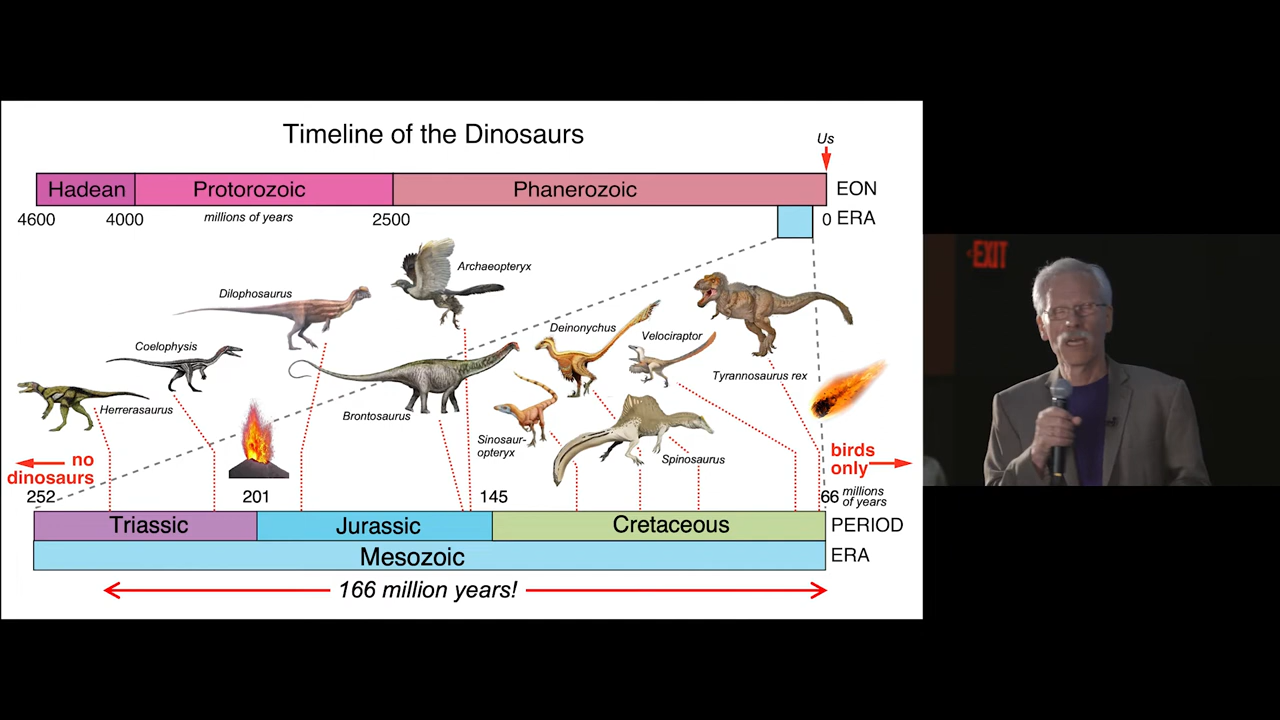 Timeline of the Dinosaurs
Us
Hadean Protorozoic Phanerozoic EON
4600 4000 millions of years 2500 0 ERA
Archaeopteryx
Dilophosaurus
Deinonychus
Velociraptor
Coelophysis
Tyrannosaurus rex
Herrerasaurus
Brontosaurus
Sinosaur-
opteryx
Spinosaurus
no
dinosaurs
birds
only
252 201 145 66 millions
of years
Triassic Jurassic Cretaceous PERIOD
Mesozoic ERA
166 million years!
EXIT